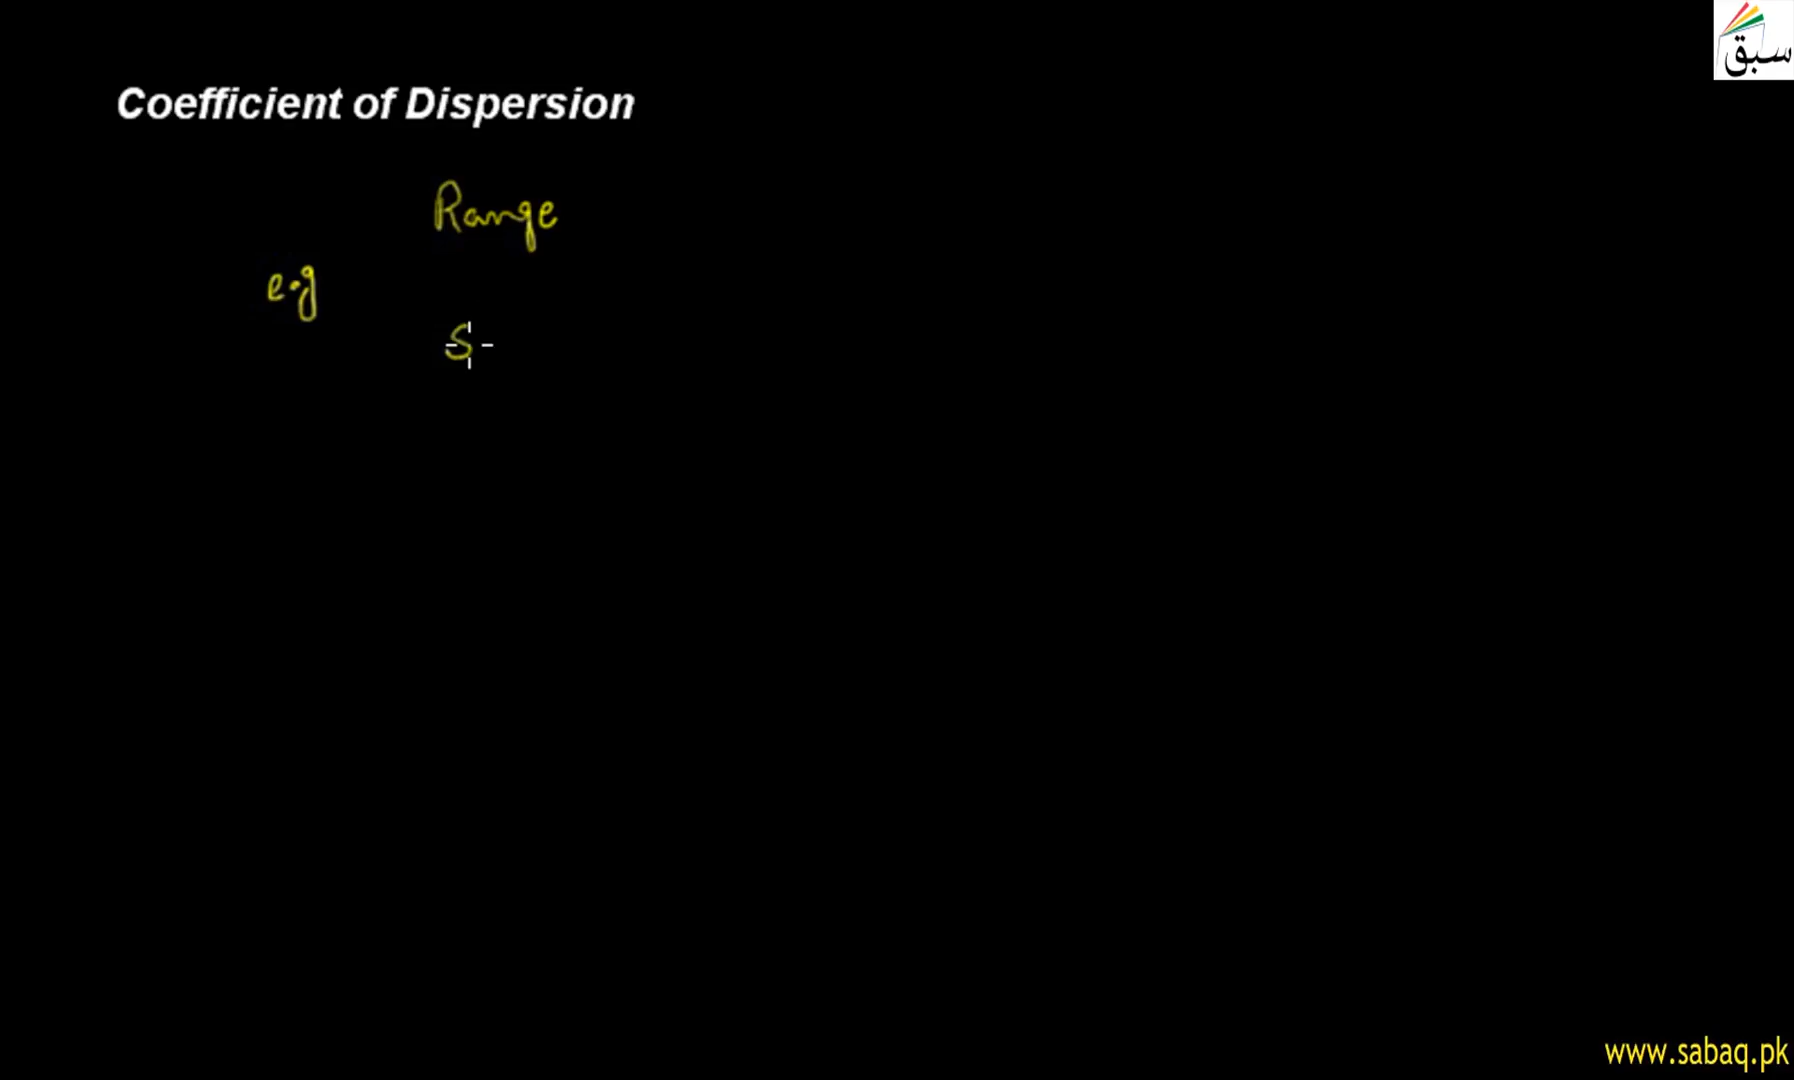 سبق
Coefficient of Dispersion
Range
e.g
S
www.sabaq.pk